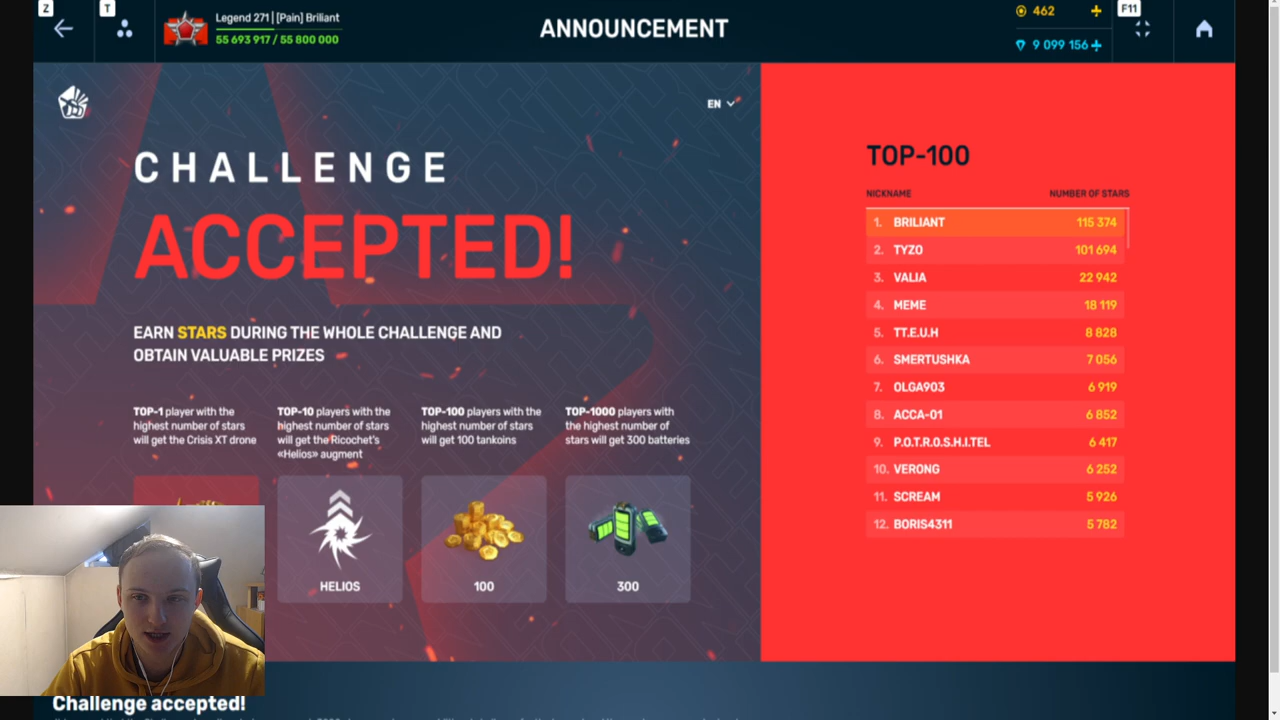 Z
T
Legend 271 | [Pain] Briliant
55 693 917 / 55 800 000
ANNOUNCEMENT
462
9 099 156
F11
EN
CHALLENGE
ACCEPTED!
EARN STARS DURING THE WHOLE CHALLENGE AND
OBTAIN VALUABLE PRIZES
TOP-1 player with the
highest number of stars
will get the Crisis XT drone
TOP-10 players with the
highest number of stars
will get the Ricochet's
«Helios» augment
TOP-100 players with the
highest number of stars
will get 100 tankoins
TOP-1000 players with
the highest number of
stars will get 300 batteries
HELIOS
100
300
TOP-100
NICKNAME NUMBER OF STARS
1. BRILIANT 115 374
2. TYZO 101 694
3. VALIA 22 942
4. MEME 18 119
5. TT.E.U.H 8 828
6. SMERTUSHKA 7 056
7. OLGA903 6 919
8. ACCA-01 6 852
9. P.O.T.R.O.S.H.I.TEL 6 417
10. VERONG 6 252
11. SCREAM 5 926
12. BORIS4311 5 782
Challenge accepted!